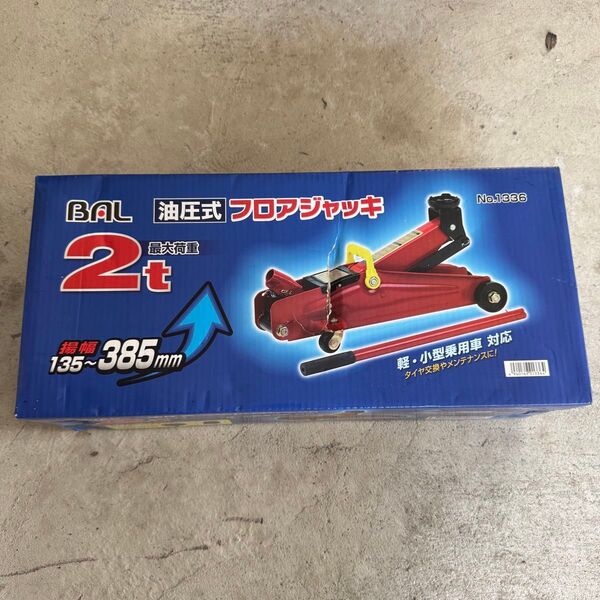 BAL
油圧式 フロアジャッキ
No.1336
最大荷重
2t
揚幅
135~385mm
軽・小型乗用車 対応
タイヤ交換やメンテナンスに!